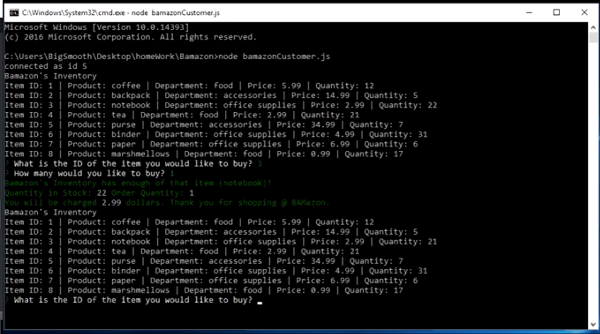 C:\Windows\System32\cmd.exe - node bamazonCustomer.js
Microsoft Windows [Version 10.0.14393]
(c) 2016 Microsoft Corporation. All rights reserved.
C:\Users\BigSmooth\Desktop\homeWork\Bamazon>node bamazonCustomer.js
connected as id 5
Bamazon's Inventory
Item ID: 1 | Product: coffee | Department: food | Price: 5.99 | Quantity: 12
Item ID: 2 | Product: backpack | Department: accessories | Price: 14.99 | Quantity: 5
Item ID: 3 | Product: notebook | Department: office supplies | Price: 2.99 | Quantity: 22
Item ID: 4 | Product: tea | Department: food | Price: 2.99 | Quantity: 21
Item ID: 5 | Product: purse | Department: accessories | Price: 34.99 | Quantity: 7
Item ID: 6 | Product: binder | Department: office supplies | Price: 4.99 | Quantity: 31
Item ID: 7 | Product: paper | Department: office supplies | Price: 6.99 | Quantity: 6
Item ID: 8 | Product: marshmellows | Department: food | Price: 0.99 | Quantity: 17
? What is the ID of the item you would like to buy? 3
? How many would you like to buy? 1
Bamazon's Inventory has enough of that item (notebook)!
Quantity in Stock: 22 Order Quantity: 1
You will be charged 2.99 dollars. Thank you for shopping @ BAMazon.
Bamazon's Inventory
Item ID: 1 | Product: coffee | Department: food | Price: 5.99 | Quantity: 12
Item ID: 2 | Product: backpack | Department: accessories | Price: 14.99 | Quantity: 5
Item ID: 3 | Product: notebook | Department: office supplies | Price: 2.99 | Quantity: 21
Item ID: 4 | Product: tea | Department: food | Price: 2.99 | Quantity: 21
Item ID: 5 | Product: purse | Department: accessories | Price: 34.99 | Quantity: 7
Item ID: 6 | Product: binder | Department: office supplies | Price: 4.99 | Quantity: 31
Item ID: 7 | Product: paper | Department: office supplies | Price: 6.99 | Quantity: 6
Item ID: 8 | Product: marshmellows | Department: food | Price: 0.99 | Quantity: 17
? What is the ID of the item you would like to buy?